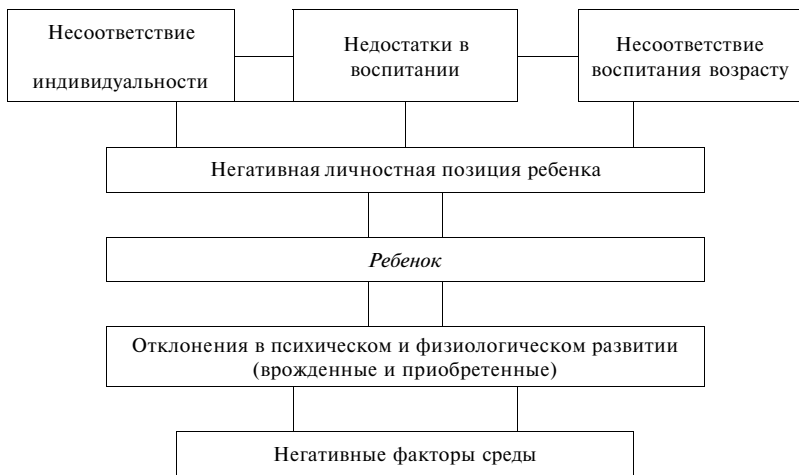 Несоответствие
индивидуальности
Недостатки в
воспитании
Несоответствие
воспитания возрасту
Негативная личностная позиция ребенка
Ребенок
Отклонения в психическом и физиологическом развитии
(врожденные и приобретенные)
Негативные факторы среды